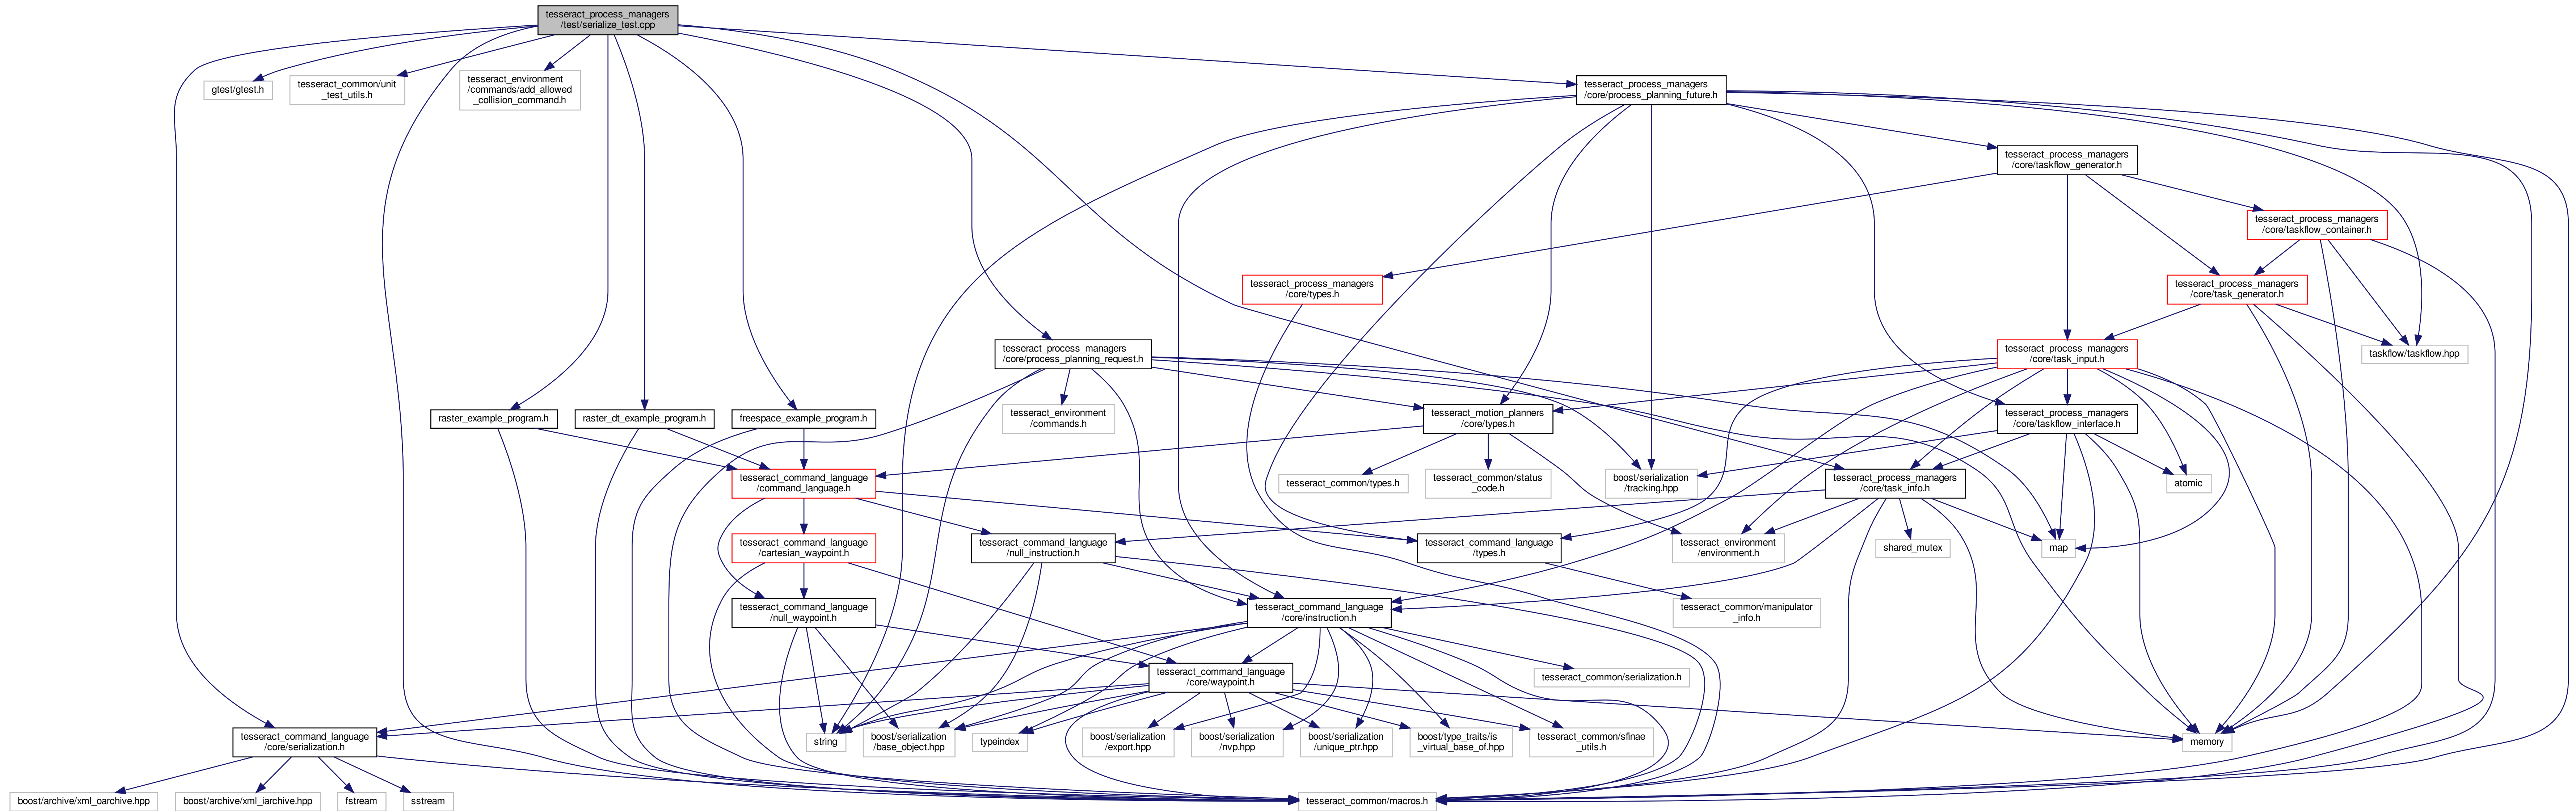 tesseract_process_managers
/test/serialize_test.cpp
gtest/gtest.h
tesseract_common/unit
_test_utils.h
tesseract_environment
/commands/add_allowed
_collision_command.h
tesseract_process_managers
/core/process_planning_future.h
tesseract_process_managers
/core/taskflow_generator.h
tesseract_process_managers
/core/taskflow_container.h
tesseract_process_managers
/core/types.h
tesseract_process_managers
/core/task_generator.h
tesseract_process_managers
/core/process_planning_request.h
tesseract_process_managers
/core/task_input.h
taskflow/taskflow.hpp
raster_example_program.h
raster_dt_example_program.h
freespace_example_program.h
tesseract_environment
/commands.h
tesseract_motion_planners
/core/types.h
tesseract_process_managers
/core/taskflow_interface.h
tesseract_command_language
/command_language.h
tesseract_common/types.h
tesseract_common/status
_code.h
boost/serialization
/tracking.hpp
tesseract_process_managers
/core/task_info.h
atomic
tesseract_command_language
/cartesian_waypoint.h
tesseract_command_language
/null_instruction.h
tesseract_command_language
/types.h
tesseract_environment
/environment.h
shared_mutex
map
tesseract_command_language
/null_waypoint.h
tesseract_command_language
/core/instruction.h
tesseract_common/manipulator
_info.h
tesseract_command_language
/core/waypoint.h
tesseract_common/serialization.h
tesseract_command_language
/core/serialization.h
string
boost/serialization
/base_object.hpp
typeindex
boost/serialization
/export.hpp
boost/serialization
/nvp.hpp
boost/serialization
/unique_ptr.hpp
boost/type_traits/is
_virtual_base_of.hpp
tesseract_common/sfinae
_utils.h
memory
boost/archive/xml_oarchive.hpp
boost/archive/xml_iarchive.hpp
fstream
sstream
tesseract_common/macros.h